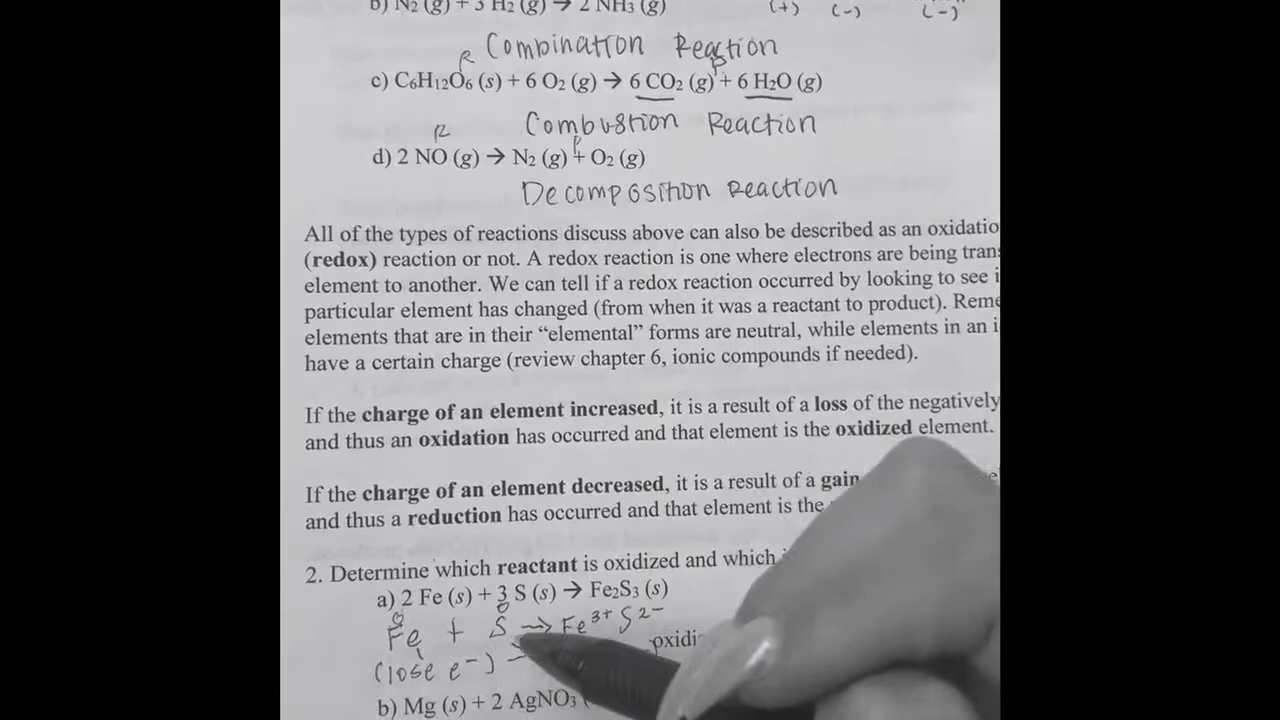 b) N2 (g) + 3 H2 (g) → 2 NH3 (g) (+) (-) (-)
Combination Reaction
R P
c) C6H12O6 (s) + 6 O2 (g) → 6 CO2 (g) + 6 H2O (g)
Combustion Reaction
R P
d) 2 NO (g) → N2 (g) + O2 (g)
Decomposition Reaction
All of the types of reactions discuss above can also be described as an oxidatio
(redox) reaction or not. A redox reaction is one where electrons are being trans
element to another. We can tell if a redox reaction occurred by looking to see i
particular element has changed (from when it was a reactant to product). Reme
elements that are in their “elemental” forms are neutral, while elements in an i
have a certain charge (review chapter 6, ionic compounds if needed).
If the charge of an element increased, it is a result of a loss of the negatively
and thus an oxidation has occurred and that element is the oxidized element.
If the charge of an element decreased, it is a result of a gain
and thus a reduction has occurred and that element is the
2. Determine which reactant is oxidized and which
a) 2 Fe (s) + 3 S (s) → Fe2S3 (s)
0 0
Fe + S → Fe3+ S2-
oxidi
(lose e-)
b) Mg (s) + 2 AgNO3